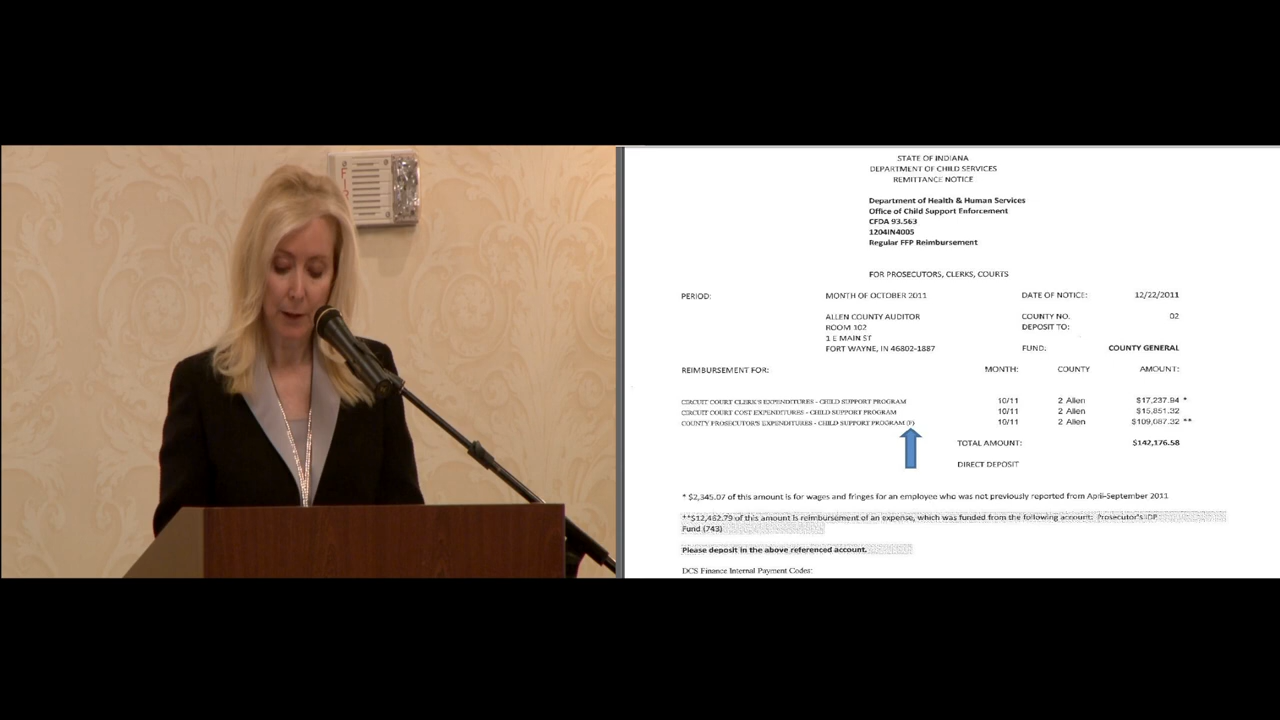 STATE OF INDIANA
DEPARTMENT OF CHILD SERVICES
REMITTANCE NOTICE
Department of Health & Human Services
Office of Child Support Enforcement
CFDA 93.563
1204IN4005
Regular FFP Reimbursement
FOR PROSECUTORS, CLERKS, COURTS
PERIOD: MONTH OF OCTOBER 2011 DATE OF NOTICE: 12/22/2011
ALLEN COUNTY AUDITOR COUNTY NO. 02
ROOM 102 DEPOSIT TO:
1 E MAIN ST
FORT WAYNE, IN 46802-1887 FUND: COUNTY GENERAL
REIMBURSEMENT FOR: MONTH: COUNTY AMOUNT:
CIRCUIT COURT CLERK'S EXPENDITURES - CHILD SUPPORT PROGRAM 10/11 2 Allen $17,237.94 *
CIRCUIT COURT COST EXPENDITURES - CHILD SUPPORT PROGRAM 10/11 2 Allen $15,851.32
COUNTY PROSECUTOR'S EXPENDITURES - CHILD SUPPORT PROGRAM (F) 10/11 2 Allen $109,087.32 **
TOTAL AMOUNT: $142,176.58
DIRECT DEPOSIT
* $2,345.07 of this amount is for wages and fringes for an employee who was not previously reported from April-September 2011
**$12,462.79 of this amount is reimbursement of an expense, which was funded from the following account: Prosecutor's IDP
Fund (743)
Please deposit in the above referenced account.
DCS Finance Internal Payment Codes: